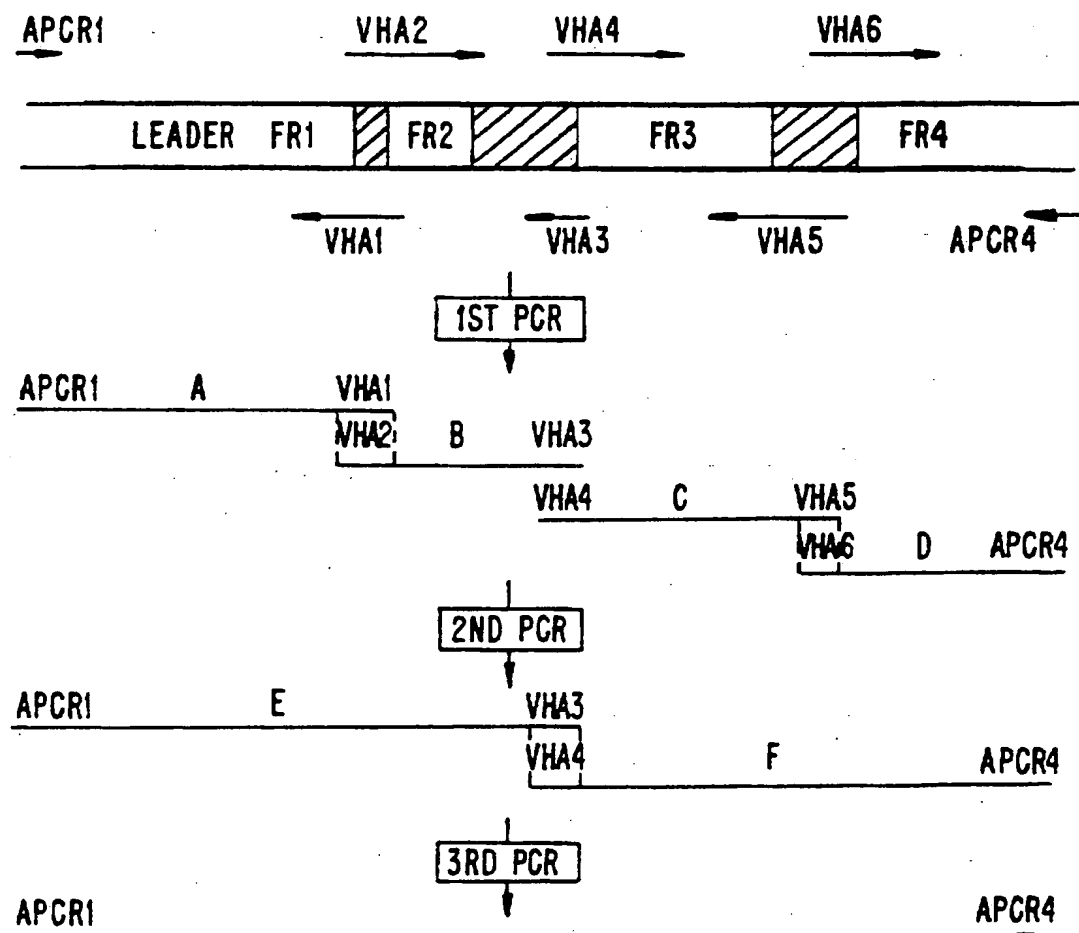 APCR1 VHA2 VHA4 VHA6
LEADER FR1 FR2 FR3 FR4
VHA1 VHA3 VHA5 APCR4
1ST PCR
APCR1 A VHA1
VHA2 B VHA3
VHA4 C VHA5
VHA6 D APCR4
2ND PCR
APCR1 E VHA3
VHA4 F APCR4
3RD PCR
APCR1 APCR4